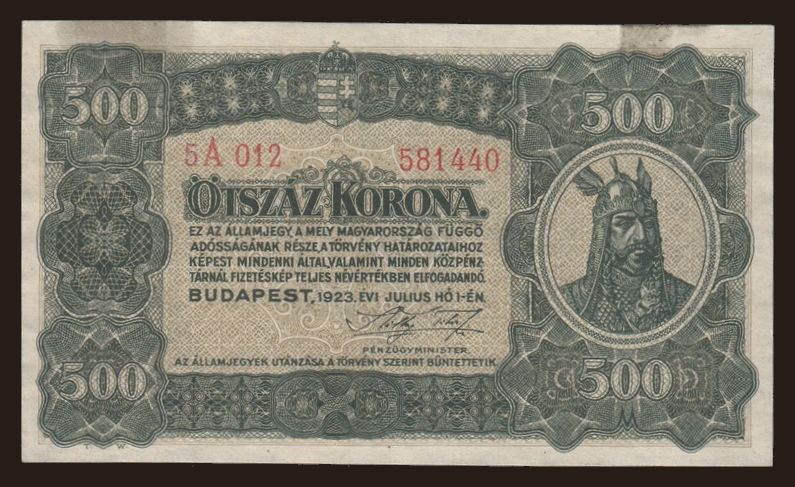 500 500
5A 012 581440
ÖTSZÁZ KORONA.
EZ AZ ÁLLAMJEGY, A MELY MAGYARORSZÁG FÜGGŐ
ADÓSSÁGÁNAK RÉSZE, A TÖRVÉNY HATÁROZATAIHOZ
KÉPEST MINDENKI ÁLTAL, VALAMINT MINDEN KÖZPÉNZ-
TÁRNÁL FIZETÉSKÉP TELJES NÉVÉRTÉKBEN ELFOGADANDÓ.
BUDAPEST, 1923. ÉVI JULIUS HÓ 1-ÉN.
PÉNZÜGYMINISTER.
AZ ÁLLAMJEGYEK UTÁNZÁSA A TÖRVÉNY SZERINT BÜNTETTETIK.
500 500